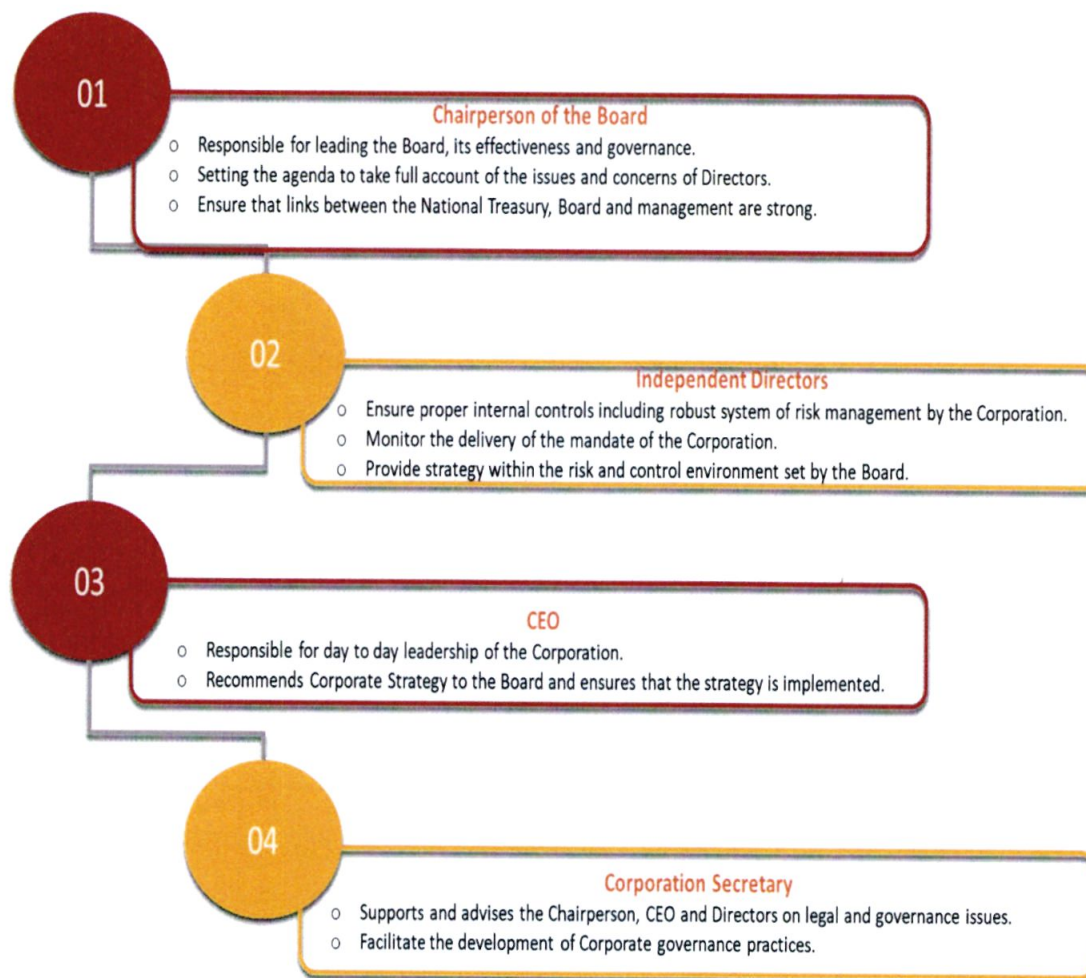 01
Chairperson of the Board
o Responsible for leading the Board, its effectiveness and governance.
o Setting the agenda to take full account of the issues and concerns of Directors.
o Ensure that links between the National Treasury, Board and management are strong.
02
Independent Directors
o Ensure proper internal controls including robust system of risk management by the Corporation.
o Monitor the delivery of the mandate of the Corporation.
o Provide strategy within the risk and control environment set by the Board.
03
CEO
o Responsible for day to day leadership of the Corporation.
o Recommends Corporate Strategy to the Board and ensures that the strategy is implemented.
04
Corporation Secretary
o Supports and advises the Chairperson, CEO and Directors on legal and governance issues.
o Facilitate the development of Corporate governance practices.